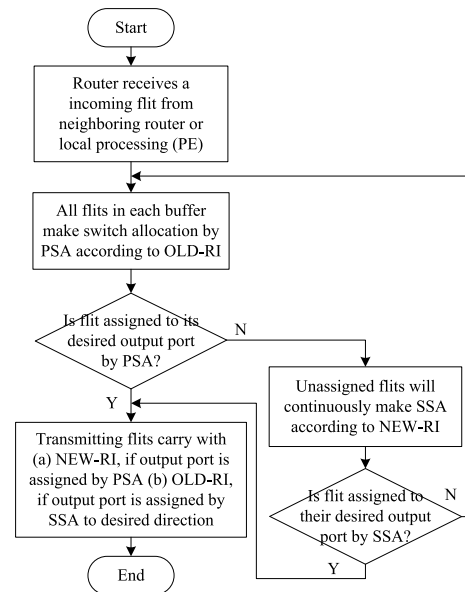 Start
Router receives a
incoming flit from
neighboring router or
local processing (PE)
All flits in each buffer
make switch allocation by
PSA according to OLD-RI
Is flit assigned to its
desired output port
by PSA?
N
Y
Unassigned flits will
continuously make SSA
according to NEW-RI
Transmitting flits carry with
(a) NEW-RI, if output port is
assigned by PSA (b) OLD-RI,
if output port is assigned by
SSA to desired direction
Is flit assigned to
their desired output
port by SSA?
N
Y
End